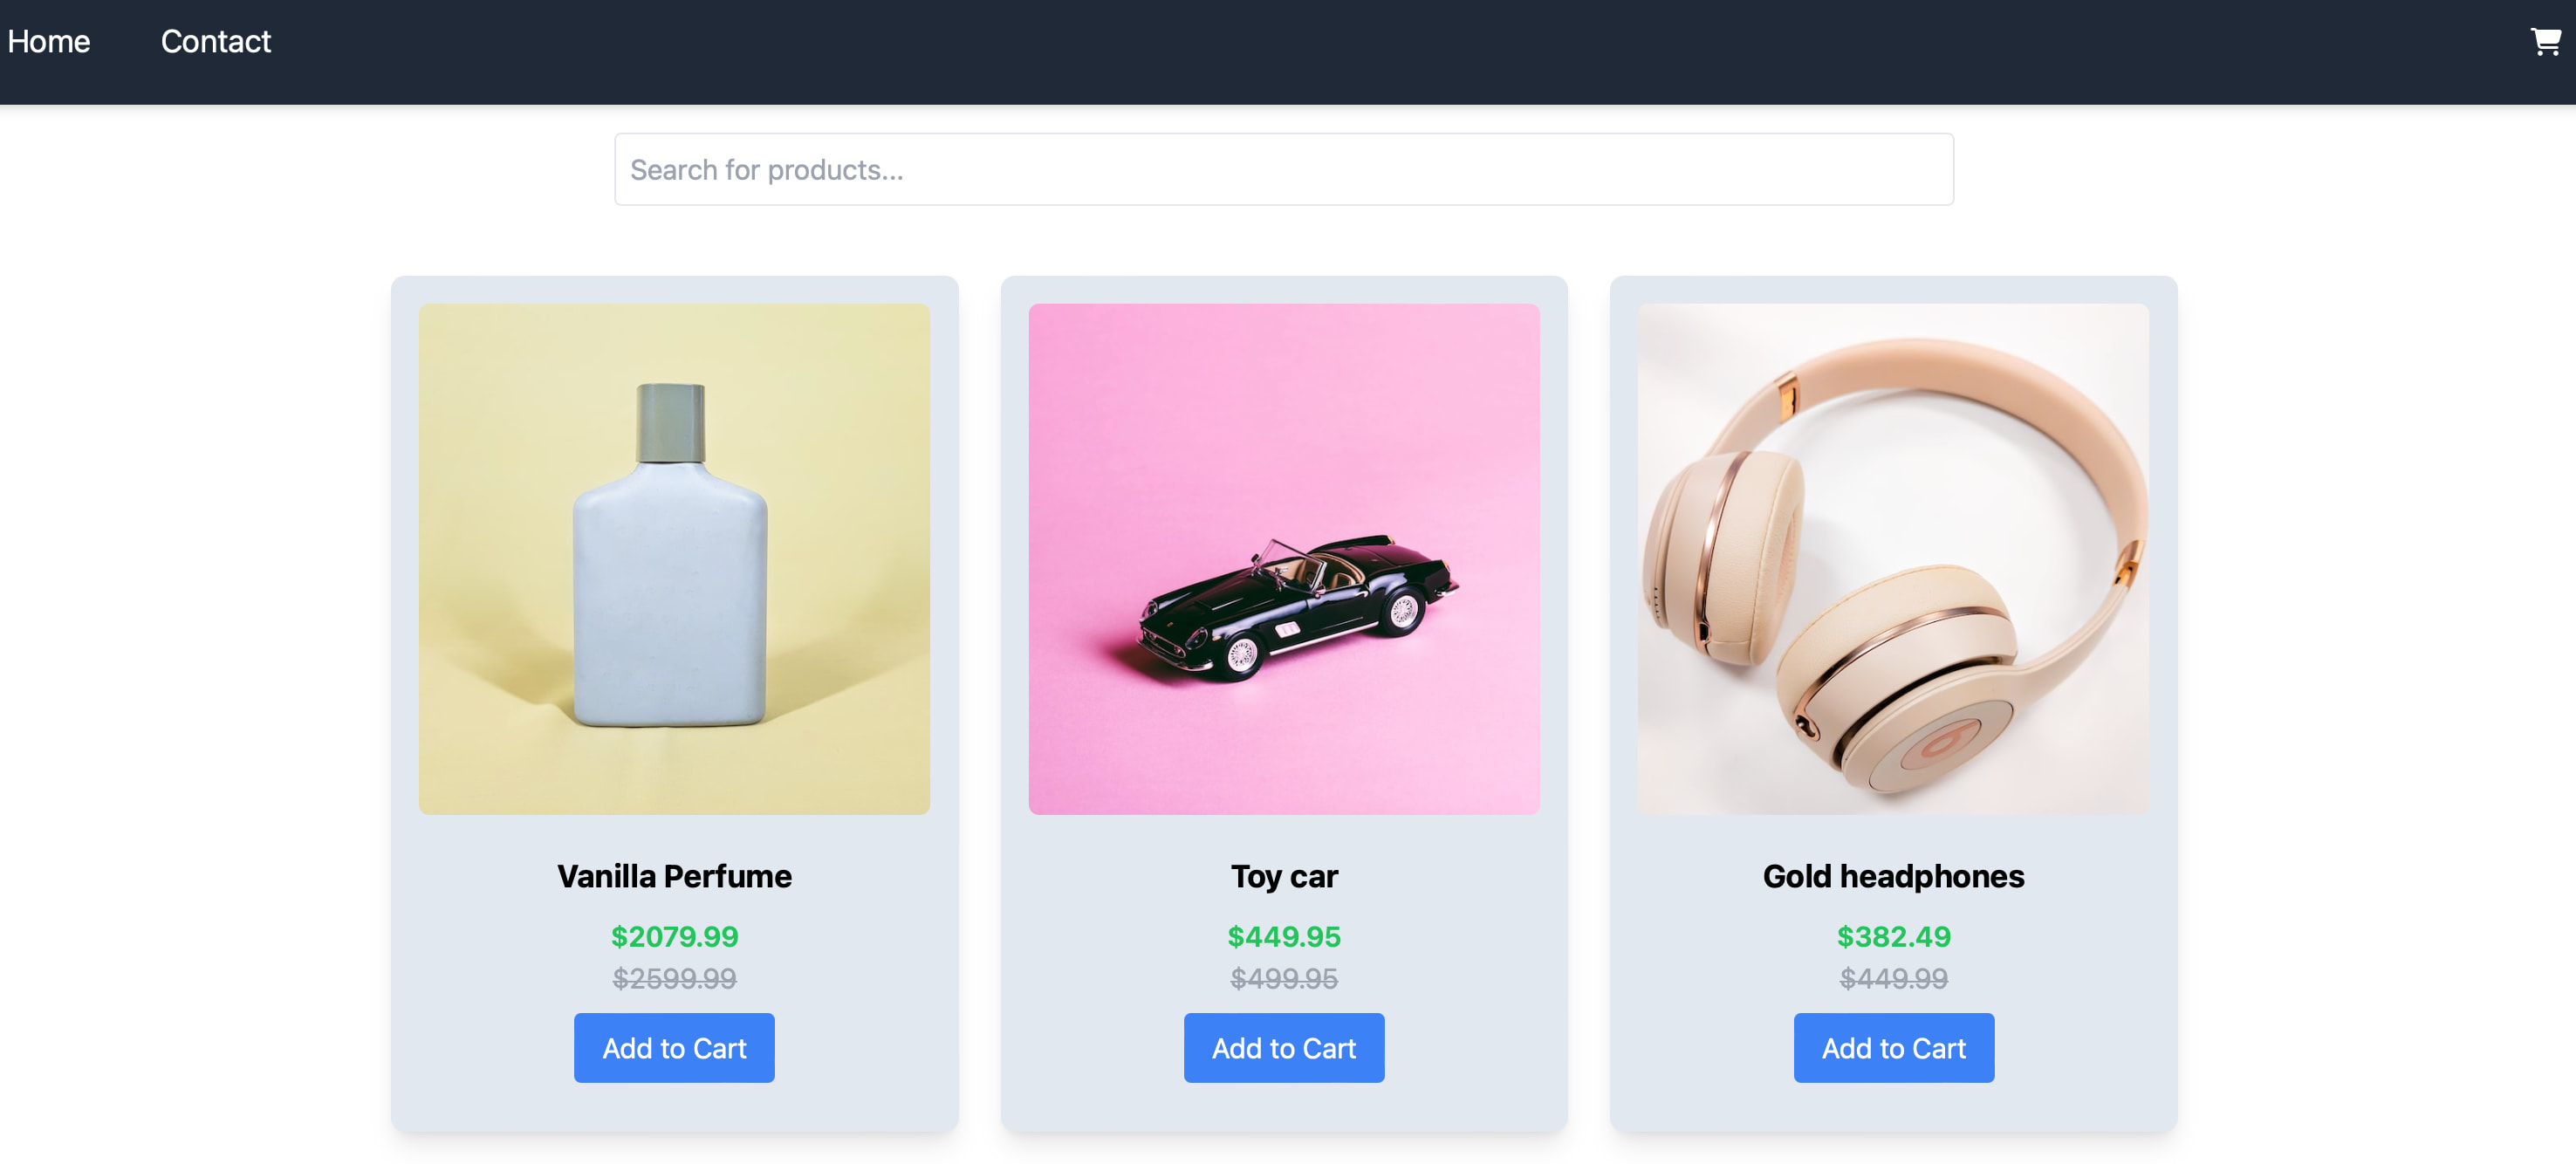 Home Contact
Search for products...
Vanilla Perfume
$2079.99
$2599.99
Add to Cart
Toy car
$449.95
$499.95
Add to Cart
Gold headphones
$382.49
$449.99
Add to Cart